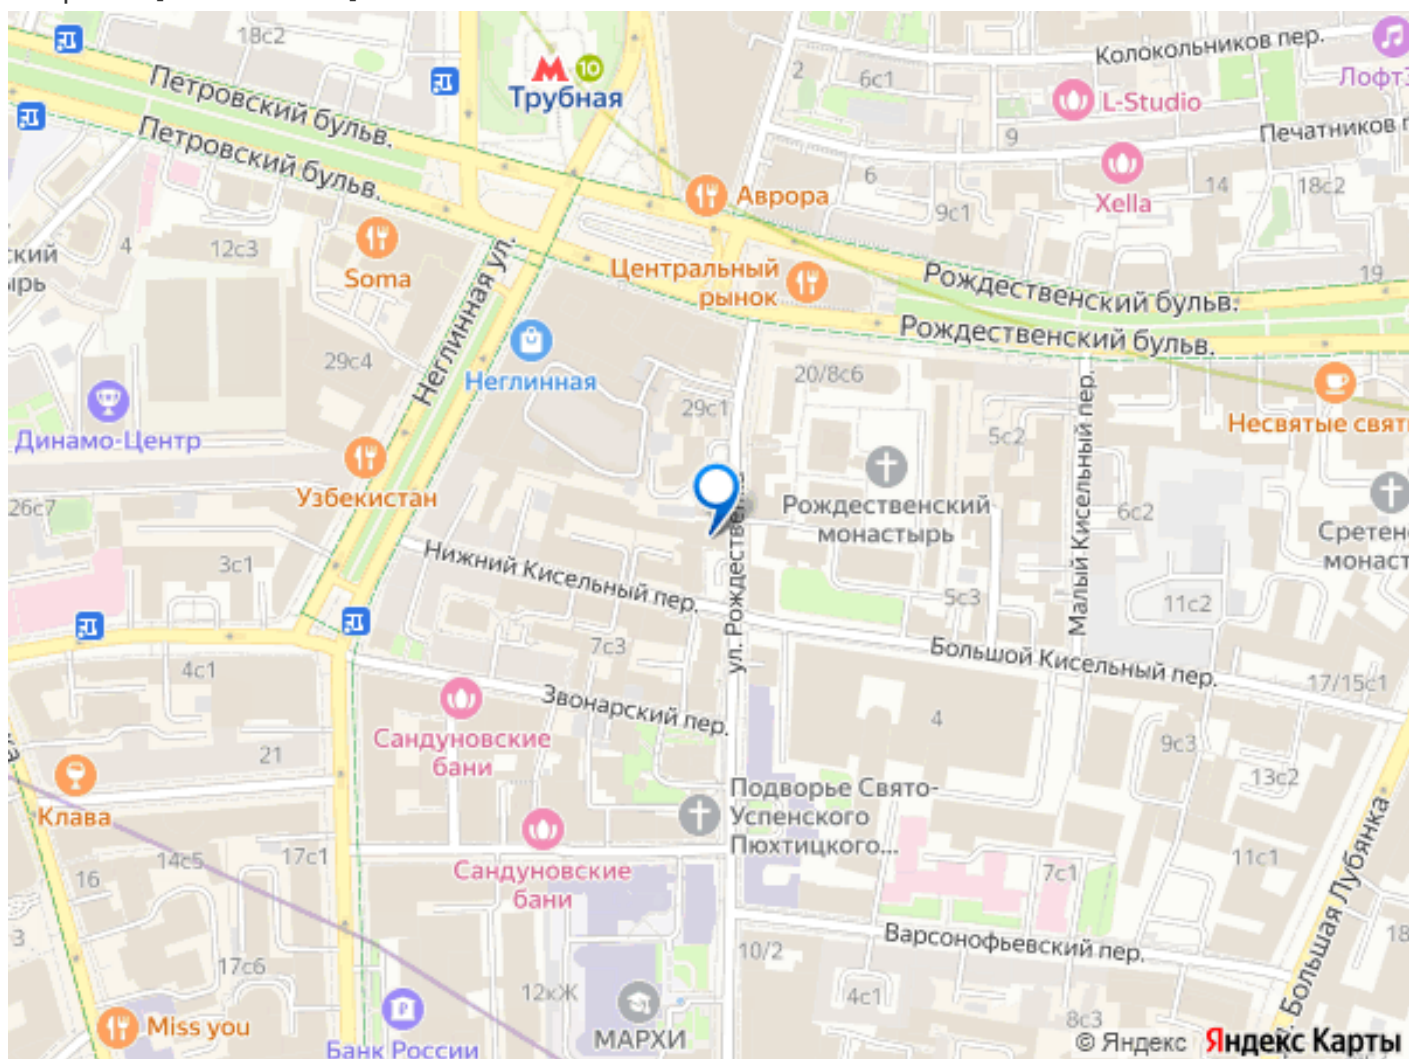 18с2
Петровский бульв.
Петровский бульв.
10
Трубная
Колокольников пер.
2
6с1
L-Studio
9
Печатников
Xella
6
14
18с2
9с1
Аврора
ский
4
12с3
Soma
Неглинная ул.
Центральный
рынок
Рождественский бульв.
19
Рождественский бульв.
29с4
Неглинная
20/8с6
29с1
Динамо-Центр
Узбекистан
Несвятые свят
5с2
Малый Кисельный пер.
Рождественский
монастырь
6с2
26с7
3с1
Нижний Кисельный пер.
ул. Рождественка
Сретен
монаст
5с3
11с2
7с3
Большой Кисельный пер.
17/15с1
4с1
Звонарский пер.
4
9с3
13с2
Сандуновские
бани
21
Клава
Подворье Свято-
Успенского
Пюхтицкого...
Сандуновские
бани
14с5
17с1
16
11с1
7с1
Большая Лубянка
3
17с6
10/2
Варсонофьевский пер.
18
12кЖ
4с1
8с3
Miss you
Банк России
МАРХИ
© Яндекс Яндекс Карты